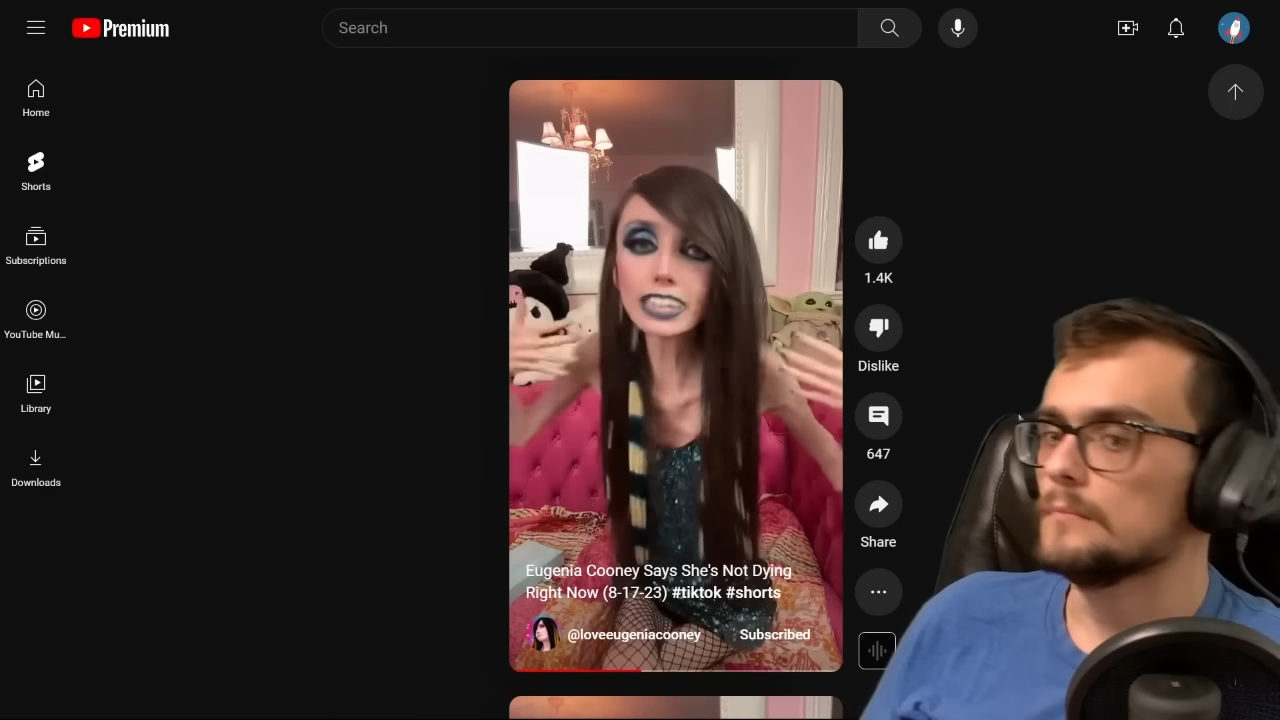 Premium
Search
Home
Shorts
Subscriptions
YouTube Mu...
Library
Downloads
1.4K
Dislike
647
Share
Eugenia Cooney Says She's Not Dying
Right Now (8-17-23) #tiktok #shorts
@loveeugeniacooney
Subscribed